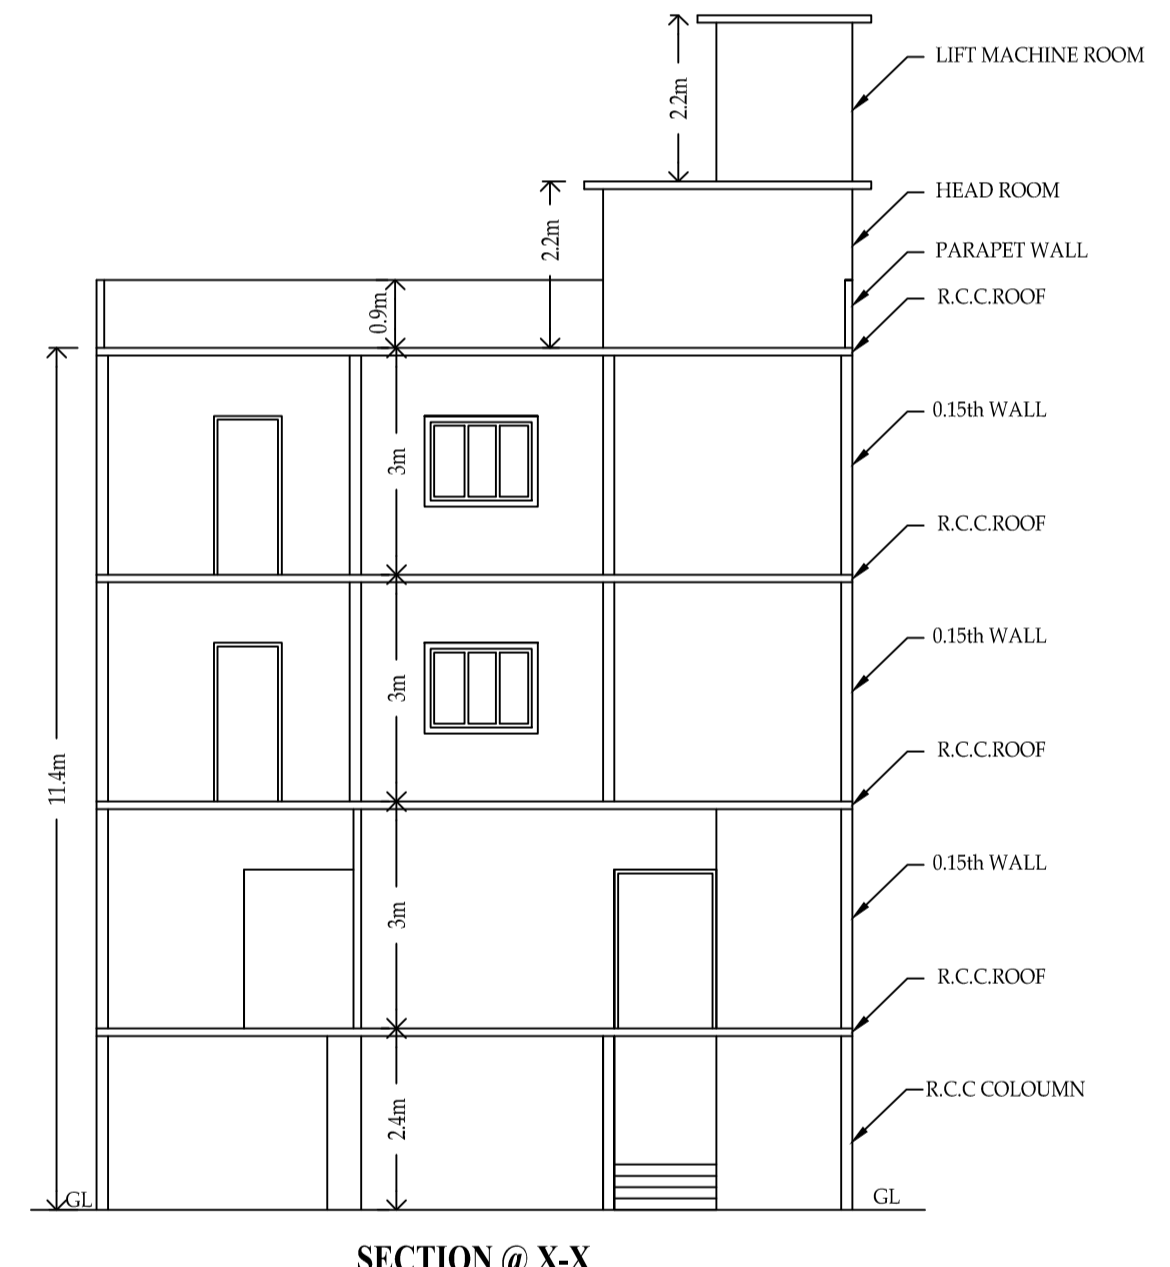 LIFT MACHINE ROOM
2.2m
HEAD ROOM
2.2m
PARAPET WALL
R.C.C.ROOF
0.9m
0.15th WALL
3m
R.C.C.ROOF
0.15th WALL
3m
R.C.C.ROOF
11.4m
0.15th WALL
3m
R.C.C.ROOF
R.C.C COLOUMN
2.4m
GL
GL
SECTION @ X-X